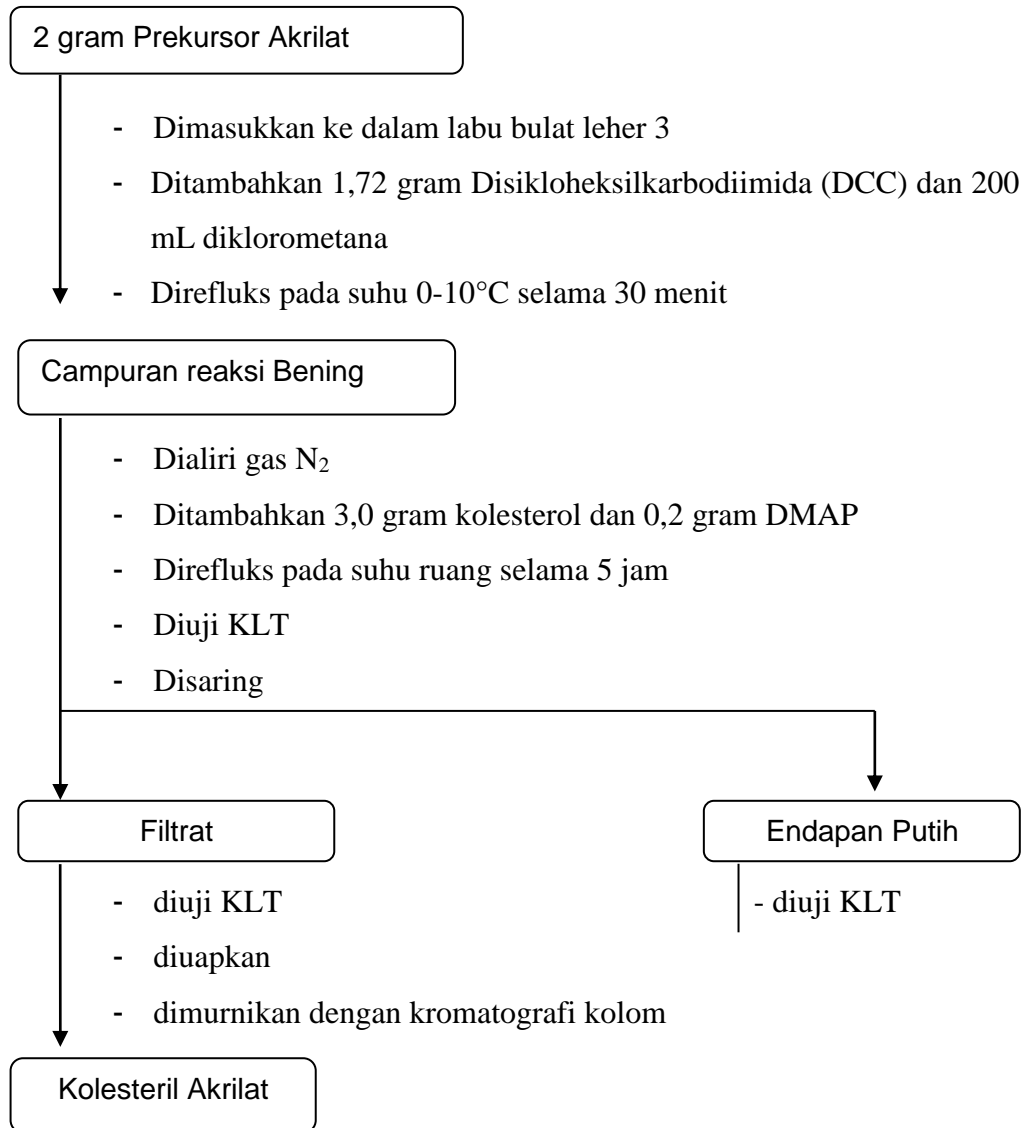 2 gram Prekursor Akrilat
- Dimasukkan ke dalam labu bulat leher 3
- Ditambahkan 1,72 gram Disikloheksilkarbodiimida (DCC) dan 200
mL diklorometana
- Direfluks pada suhu 0-10°C selama 30 menit
Campuran reaksi Bening
- Dialiri gas N₂
- Ditambahkan 3,0 gram kolesterol dan 0,2 gram DMAP
- Direfluks pada suhu ruang selama 5 jam
- Diuji KLT
- Disaring
Filtrat
- diuji KLT
- diuapkan
- dimurnikan dengan kromatografi kolom
Kolesteril Akrilat
Endapan Putih
- diuji KLT